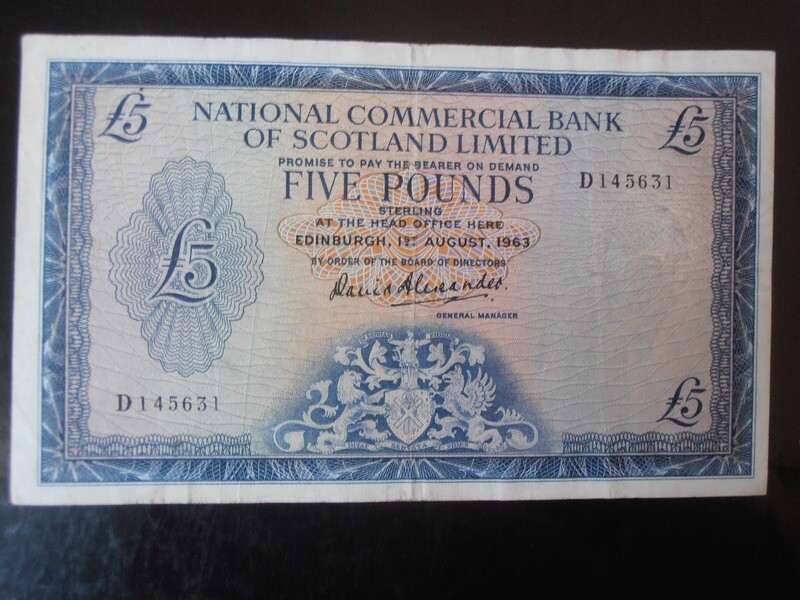 £5
£5
NATIONAL COMMERCIAL BANK
OF SCOTLAND LIMITED
PROMISE TO PAY THE BEARER ON DEMAND
FIVE POUNDS
D145631
STERLING
AT THE HEAD OFFICE HERE
EDINBURGH, 1ST AUGUST, 1963
BY ORDER OF THE BOARD OF DIRECTORS
£5
David Alexander.
GENERAL MANAGER
D145631
£5